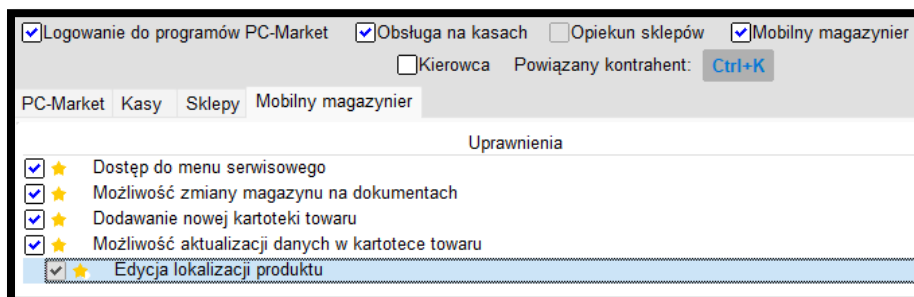 Logowanie do programów PC-Market Obsługa na kasach Opiekun sklepów Mobilny magazynier
Kierowca Powiązany kontrahent: Ctrl+K
PC-Market Kasy Sklepy Mobilny magazynier
Uprawnienia
Dostęp do menu serwisowego
Możliwość zmiany magazynu na dokumentach
Dodawanie nowej kartoteki towaru
Możliwość aktualizacji danych w kartotece towaru
Edycja lokalizacji produktu